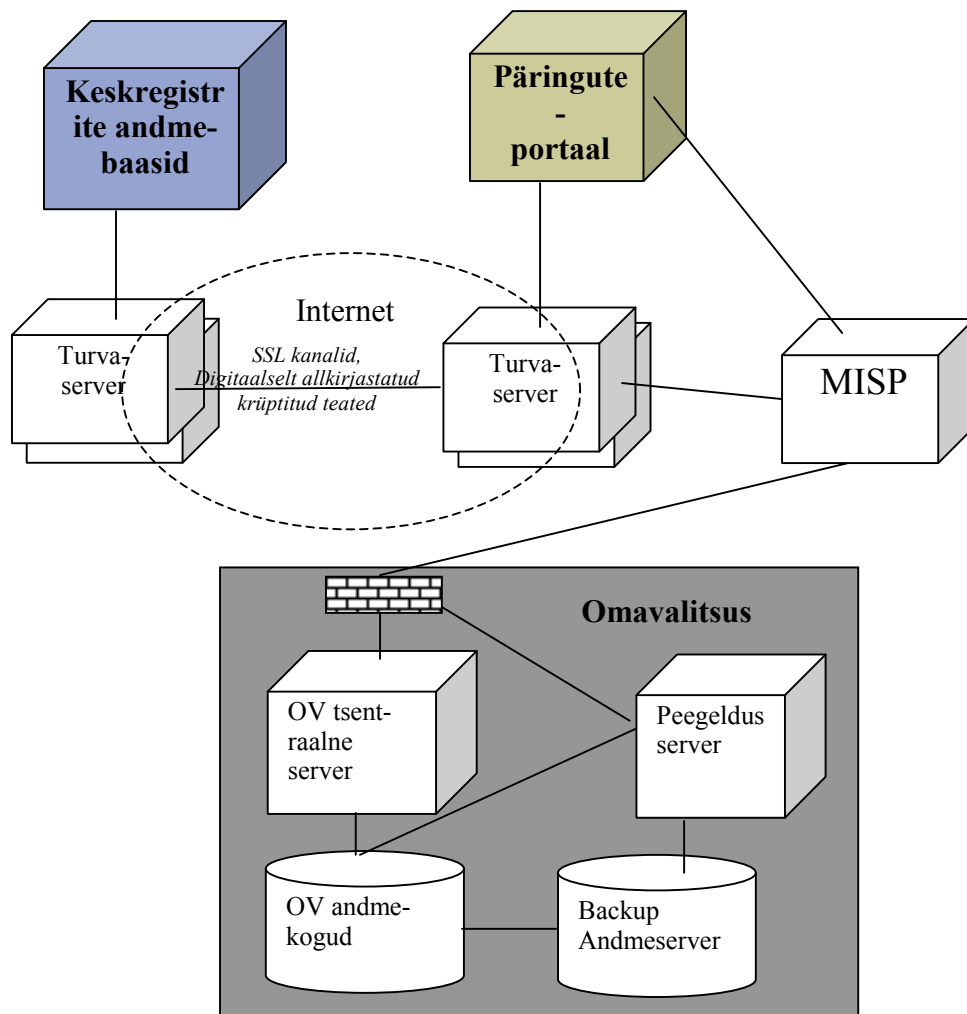 Keskregistr
ite andme-
baasid
Päringute
-
portaal
Internet
SSL kanalid,
Digitaalselt allkirjastatud
krüptitud teated
Turva-
server
Turva-
server
MISP
Omavalitsus
OV tsent-
raalne
server
Peegeldus
server
OV andme-
kogud
Backup
Andmeserver